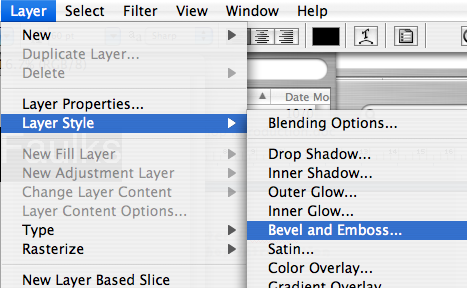 Layer Select Filter View Window Help
New
Duplicate Layer...
Delete
Layer Properties...
Layer Style
New Fill Layer
New Adjustment Layer
Change Layer Content
Layer Content Options...
Type
Rasterize
New Layer Based Slice
Date Mo
Blending Options...
Drop Shadow...
Inner Shadow...
Outer Glow...
Inner Glow...
Bevel and Emboss...
Satin...
Color Overlay...
Gradient Overlay
Faulks